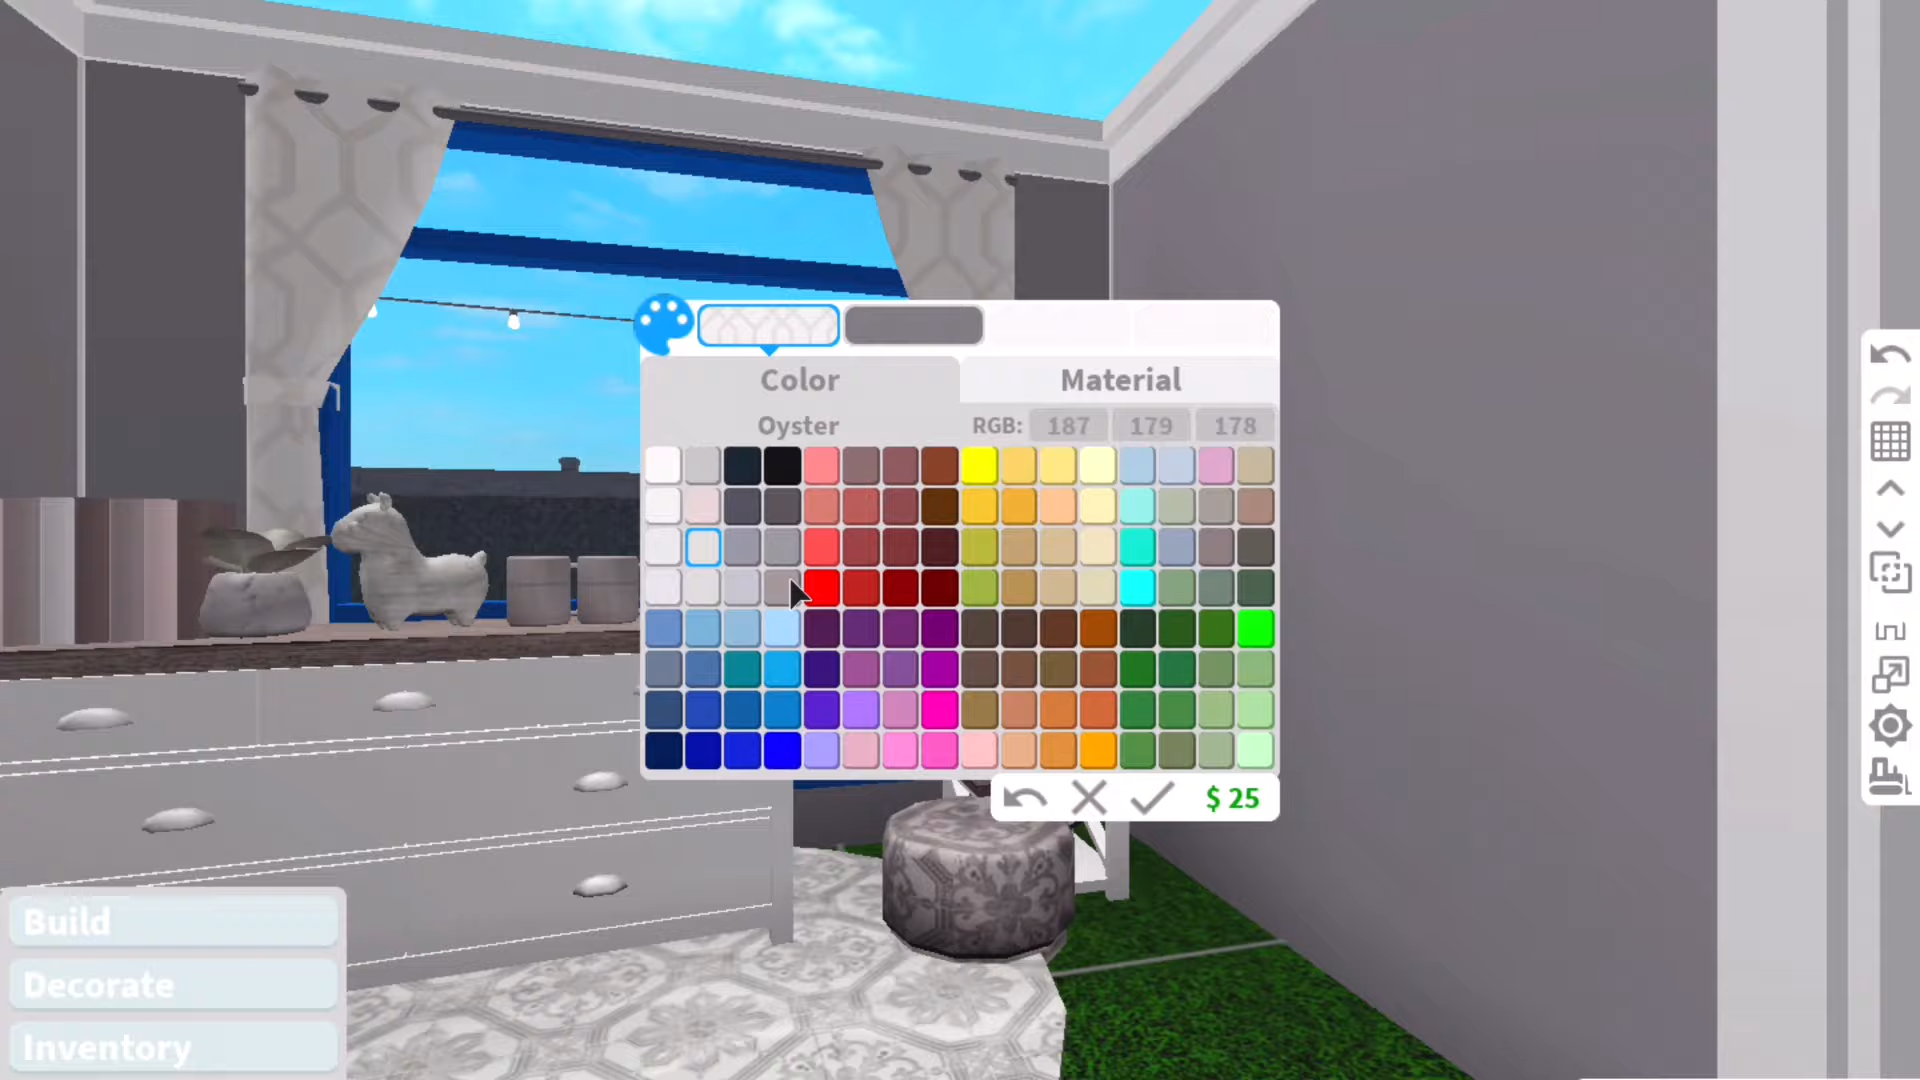 Color
Material
Oyster
RGB: 187 179 178
$ 25
Build
Decorate
Inventory